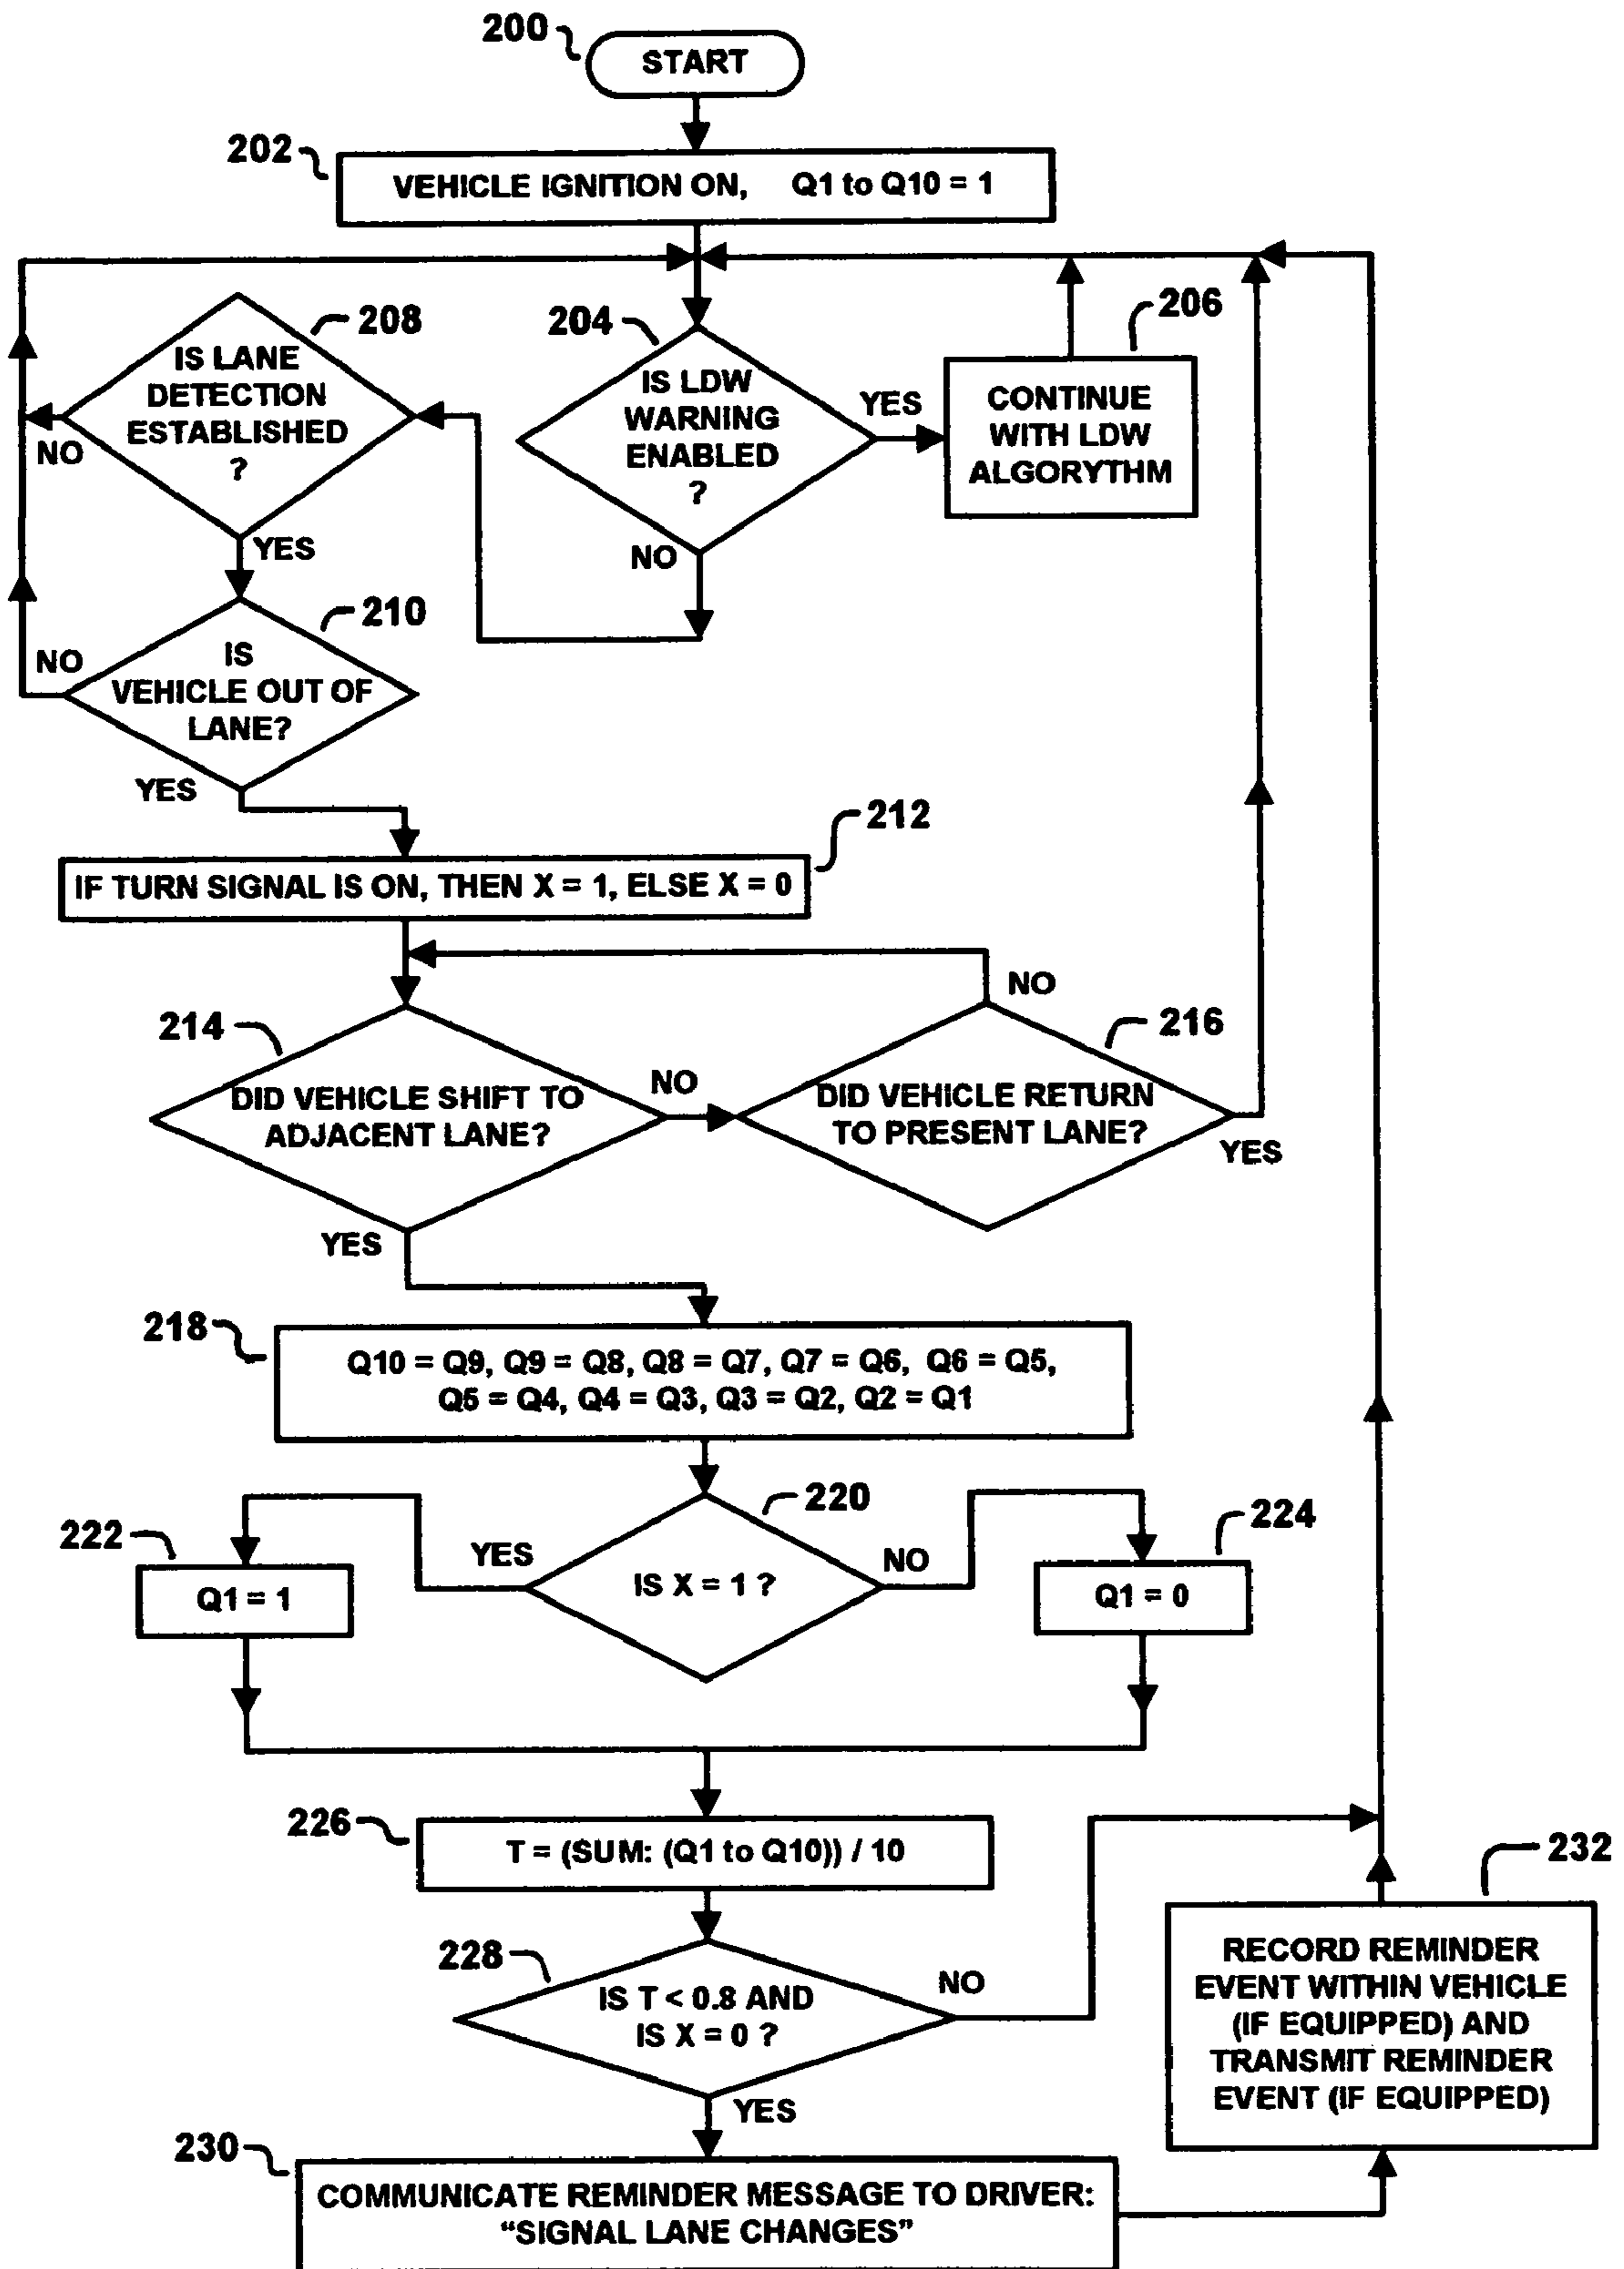 200
START
202
VEHICLE IGNITION ON, Q1 to Q10 = 1
208
IS LANE
DETECTION
ESTABLISHED
?
NO
YES
204
IS LDW
WARNING
ENABLED
?
YES
NO
206
CONTINUE
WITH LDW
ALGORYTHM
210
IS
VEHICLE OUT OF
LANE?
NO
YES
212
IF TURN SIGNAL IS ON, THEN X = 1, ELSE X = 0
214
DID VEHICLE SHIFT TO
ADJACENT LANE?
NO
YES
216
DID VEHICLE RETURN
TO PRESENT LANE?
NO
YES
218
Q10 = Q9, Q9 = Q8, Q8 = Q7, Q7 = Q6, Q6 = Q5,
Q5 = Q4, Q4 = Q3, Q3 = Q2, Q2 = Q1
220
IS X = 1 ?
YES
NO
222
Q1 = 1
224
Q1 = 0
226
T = (SUM: (Q1 to Q10)) / 10
228
IS T < 0.8 AND
IS X = 0 ?
NO
YES
230
COMMUNICATE REMINDER MESSAGE TO DRIVER:
“SIGNAL LANE CHANGES”
232
RECORD REMINDER
EVENT WITHIN VEHICLE
(IF EQUIPPED) AND
TRANSMIT REMINDER
EVENT (IF EQUIPPED)